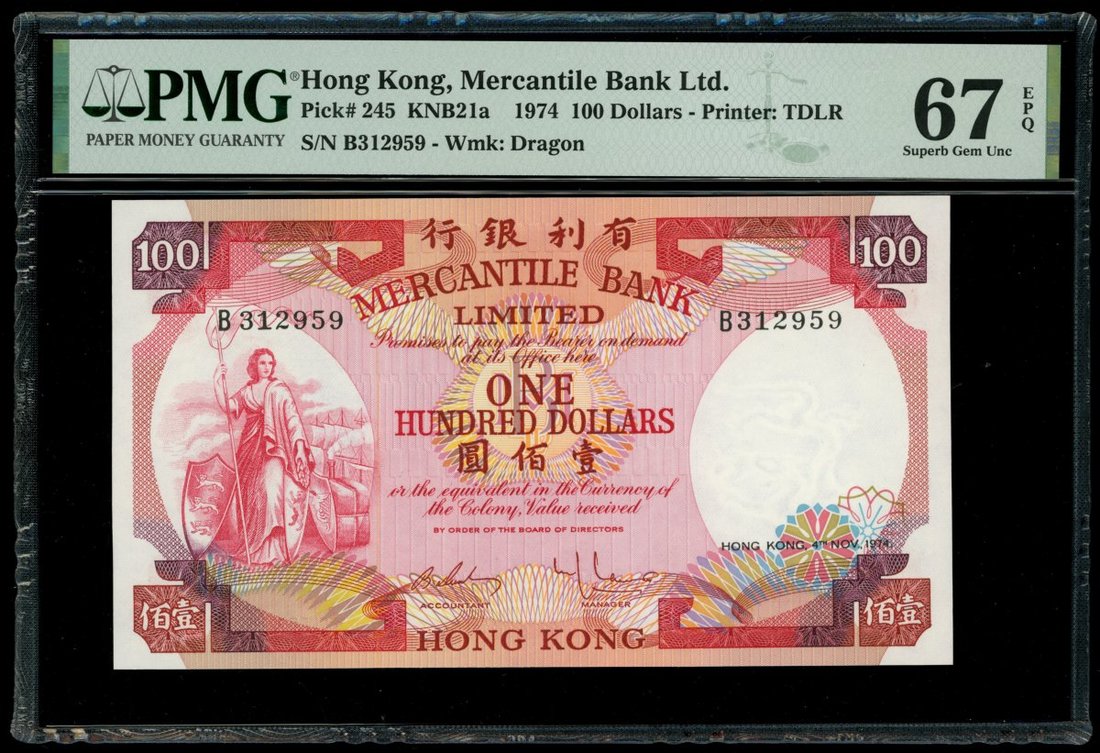 PMG®
PAPER MONEY GUARANTY
Hong Kong, Mercantile Bank Ltd.
Pick# 245 KNB21a 1974 100 Dollars - Printer: TDLR
S/N B312959 - Wmk: Dragon
67 EPQ
Superb Gem Unc
100
100
行銀利有
MERCANTILE BANK
LIMITED
B312959
B312959
Promises to pay the Bearer on demand
at its Office here
ONE
HUNDRED DOLLARS
圓佰壹
or the equivalent in the Currency of
the Colony, Value received
BY ORDER OF THE BOARD OF DIRECTORS
HONG KONG, 4TH NOV. 1974.
ACCOUNTANT
MANAGER
佰壹
佰壹
HONG KONG